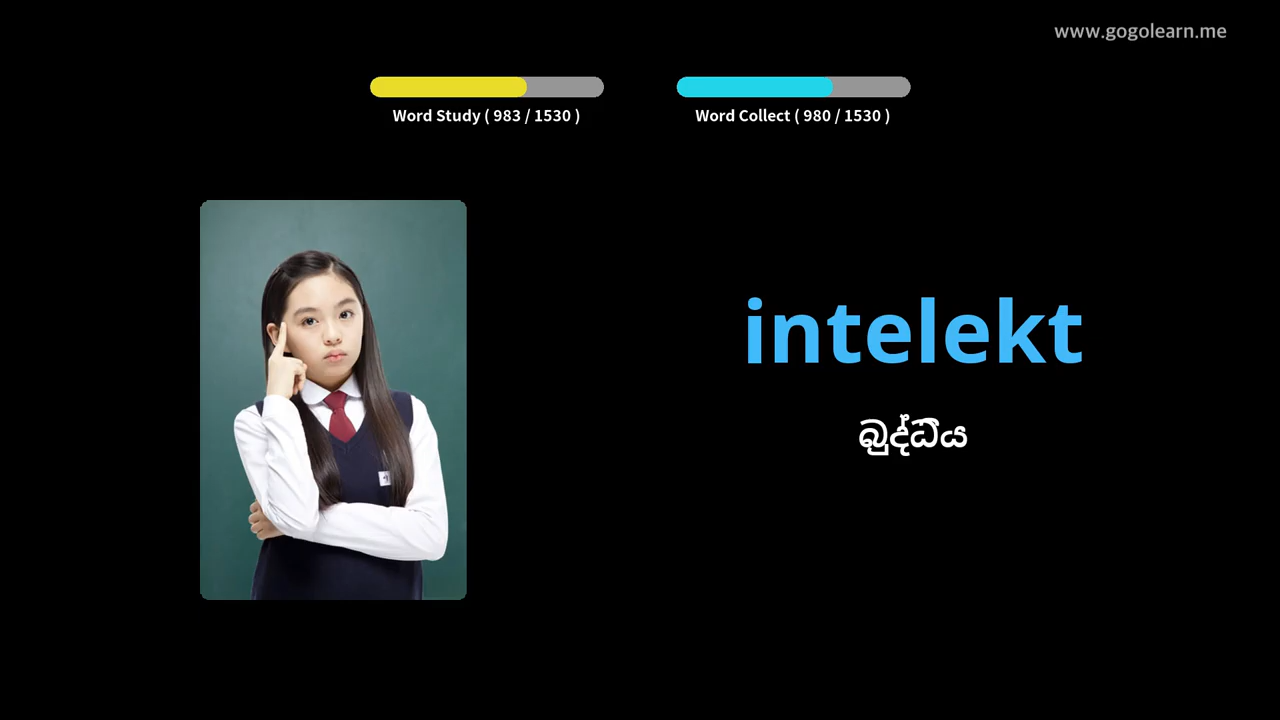 www.gogolearn.me
Word Study ( 983 / 1530 )
Word Collect ( 980 / 1530 )
intelekt
බුද්ධිය